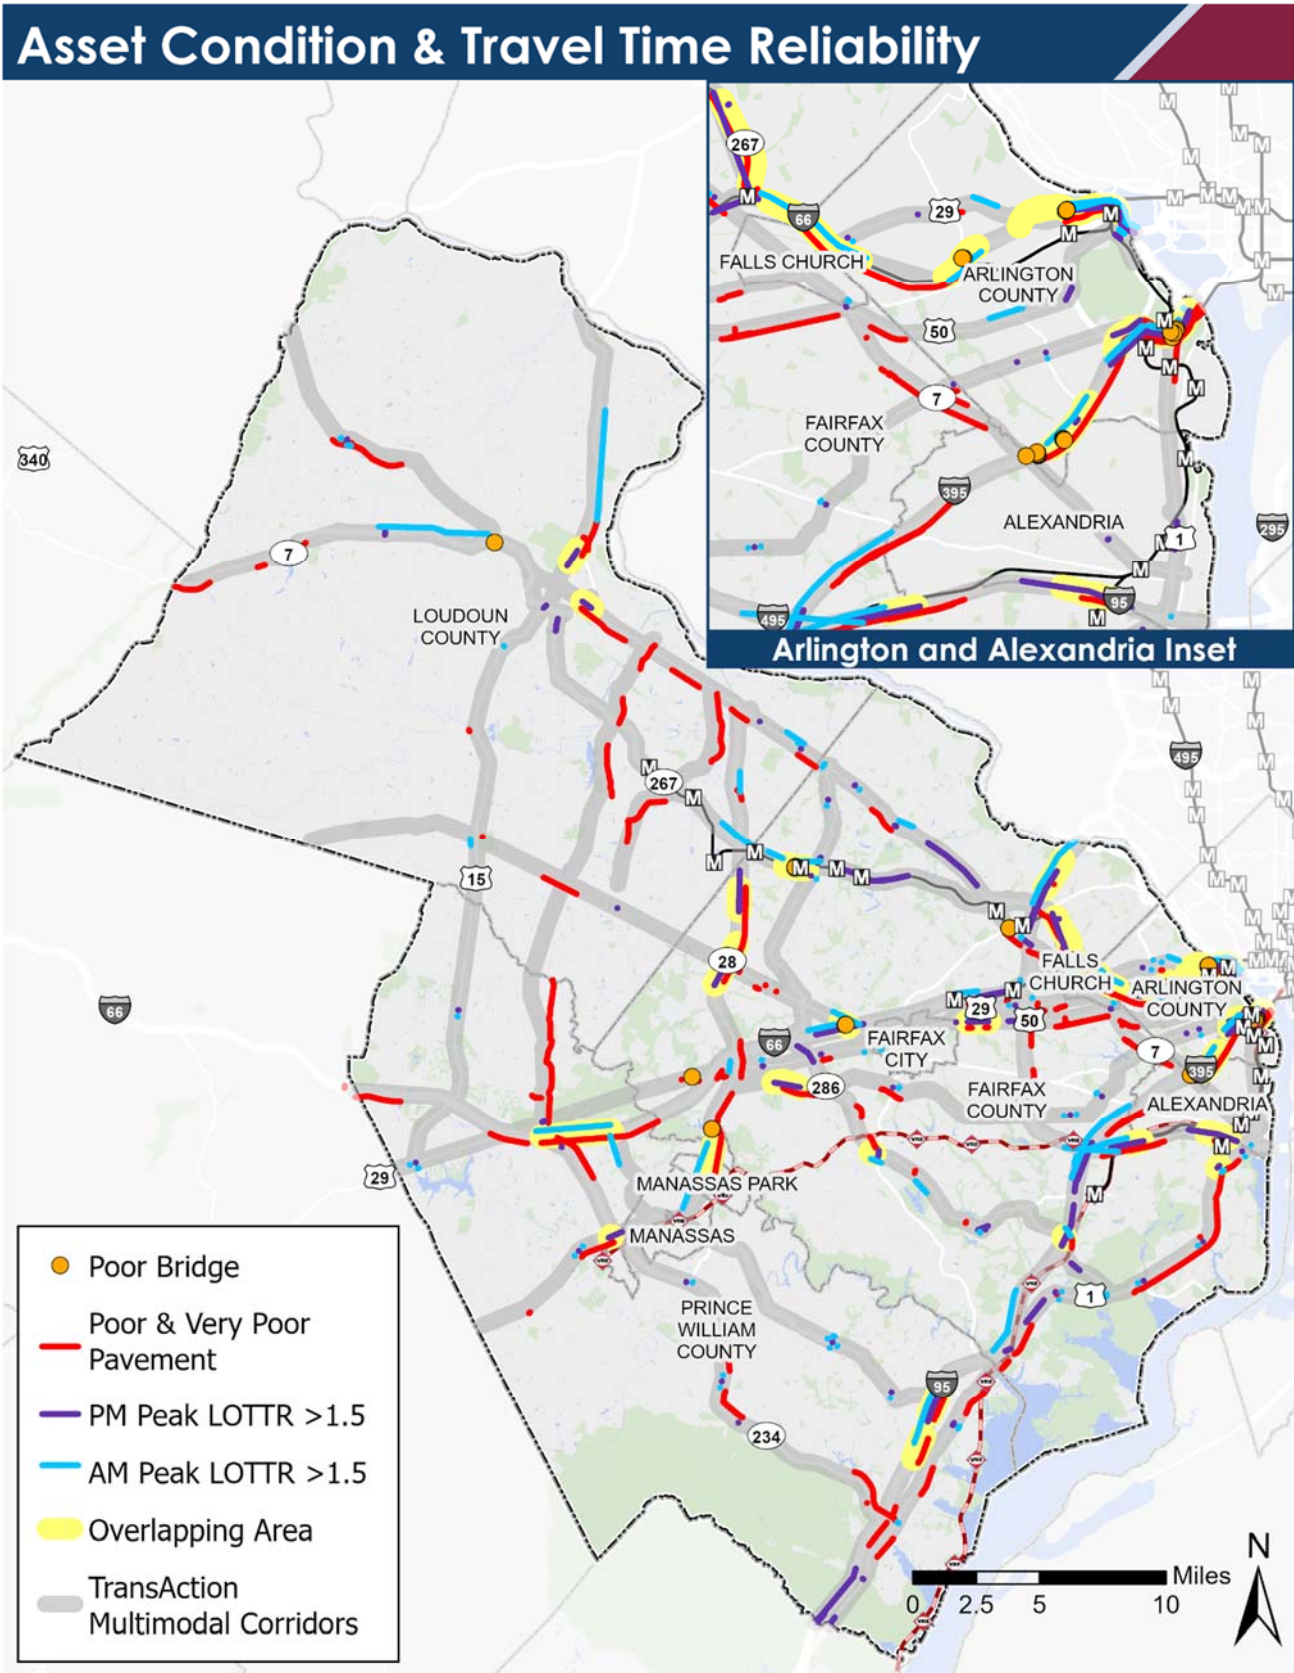 Asset Condition & Travel Time Reliability
267
66
29
FALLS CHURCH
ARLINGTON
COUNTY
50
7
FAIRFAX
COUNTY
395
ALEXANDRIA
1
295
495
95
Arlington and Alexandria Inset
340
7
LOUDOUN
COUNTY
495
267
15
28
FALLS
CHURCH
ARLINGTON
COUNTY
66
29
50
66
FAIRFAX
CITY
7
395
286
FAIRFAX
COUNTY
ALEXANDRIA
29
MANASSAS PARK
MANASSAS
1
PRINCE
WILLIAM
COUNTY
95
234
Poor Bridge
Poor & Very Poor
Pavement
PM Peak LOTTR >1.5
AM Peak LOTTR >1.5
Overlapping Area
TransAction
Multimodal Corridors
N
Miles
0 2.5 5 10